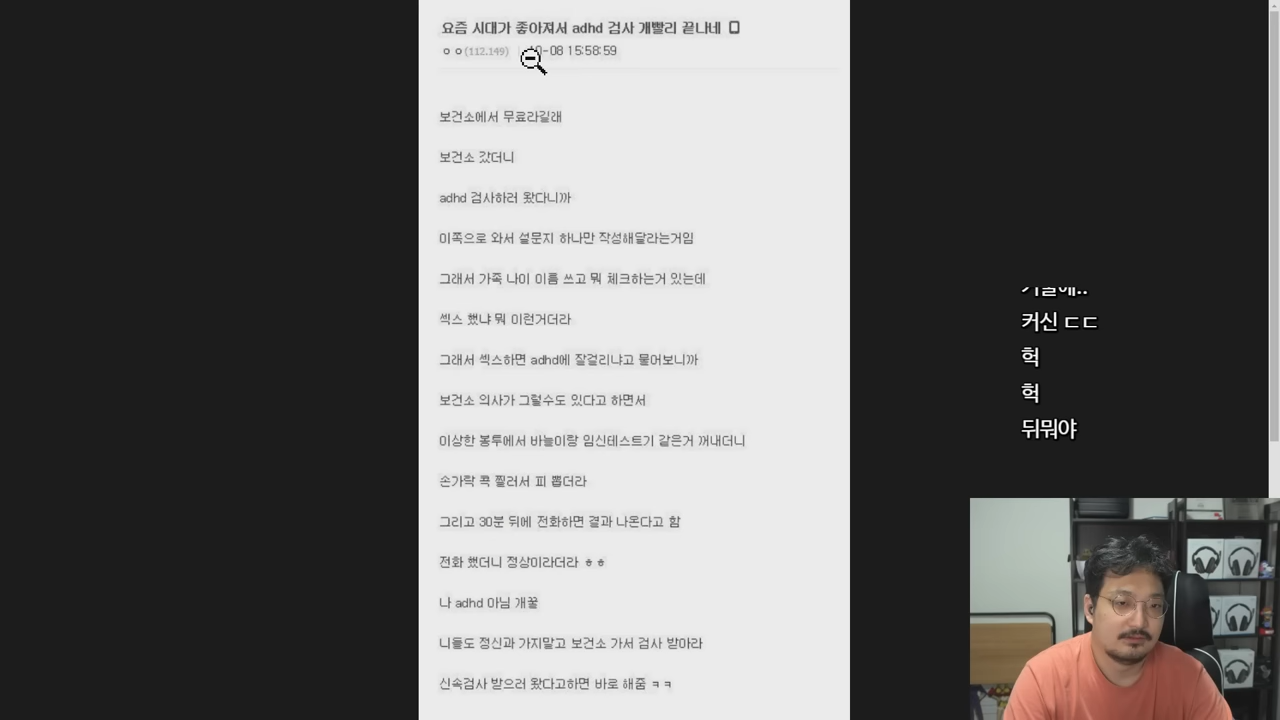 요즘 시대가 좋아져서 adhd 검사 개빨리 끝나네
ㅇㅇ(112.149)
-08 15:58:59
보건소에서 무료라길래
보건소 갔더니
adhd 검사하러 왔다니까
이쪽으로 와서 설문지 하나만 작성해달라는거임
그래서 가족 나이 이름 쓰고 뭐 체크하는거 있는데
섹스 했냐 뭐 이런거더라
그래서 섹스하면 adhd에 잘걸리냐고 물어보니까
보건소 의사가 그럴수도 있다고 하면서
이상한 봉투에서 바늘이랑 임신테스트기 같은거 꺼내더니
손가락 콕 찔러서 피 뽑더라
그리고 30분 뒤에 전화하면 결과 나온다고 함
전화 했더니 정상이라더라 ㅎㅎ
나 adhd 아님 개꿀
니들도 정신과 가지말고 보건소 가서 검사 받아라
신속검사 받으러 왔다고하면 바로 해줌 ㅋㅋ
커신 ㄷㄷ
헉
헉
뒤뭐야